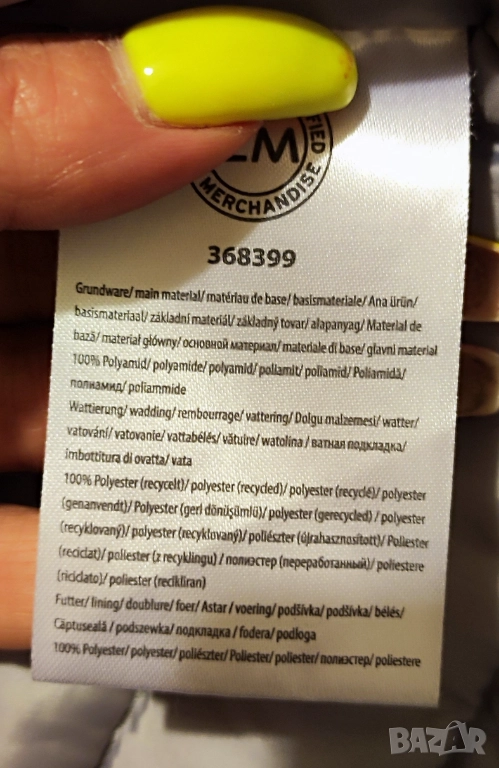 FIED
EM
MERCHANDISE
368399
Grundware/ main material/ matériau de base/ basismateriale/ Ana ürün/
basismateriaal/ základní materiál/ základný tovar/ alapanyag/ Material de
bază/ materiał główny/ основной материал/ materiale di base/ glavni material
100% Polyamid/ polyamide/ polyamid/ poliamit/ poliamid/ Poliamidă/
полиамид/ poliammide
Wattierung/ wadding/ rembourrage/ vattering/ Dolgu malzemesi/ watter/
vatování/ vatovanie/ vattabélés/ vătuire/ watolina / ватная подкладка/
imbottitura di ovatta/ vata
100% Polyester (recycelt)/ polyester (recycled)/ polyester (recyclé)/ polyester
(genanvendt)/ Polyester (geri dönüşümlü)/ polyester (gerecycled) / polyester
(recyklovaný)/ polyester (recyklovaný)/ poliészter (újrahasznosított)/ Poliester
(reciclat)/ poliester (z recyklingu) / полиэстер (переработанный)/ poliestere
(riciclato)/ poliester (recikliran)
Futter/ lining/ doublure/ foer/ Astar / voering/ podšívka/ podšívka/ bélés/
Căptuseală / podszewka/ подкладка / fodera/ podloga
100% Polyester/ polyester/ poliészter/ Poliester/ poliester/ полиэстер/ poliestere
BAZAR